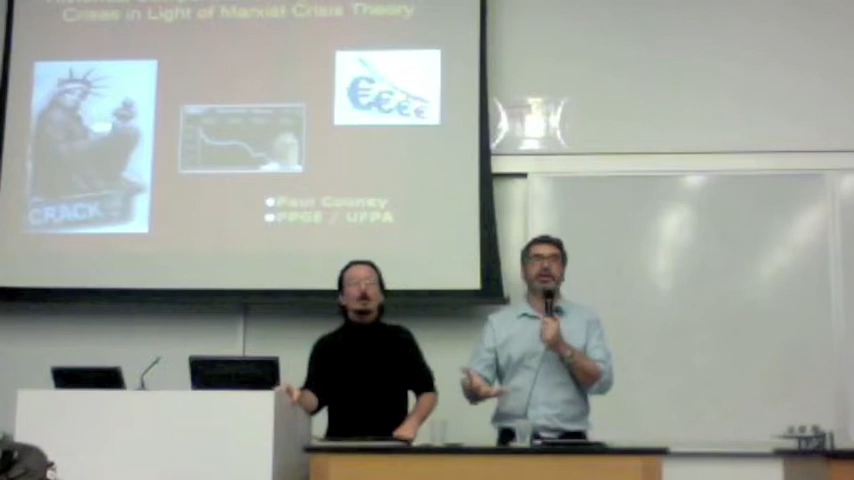 Crises in Light of Marxist Crisis Theory
CRACK
€€€€
Paul Cooney
PPGE / UFPA